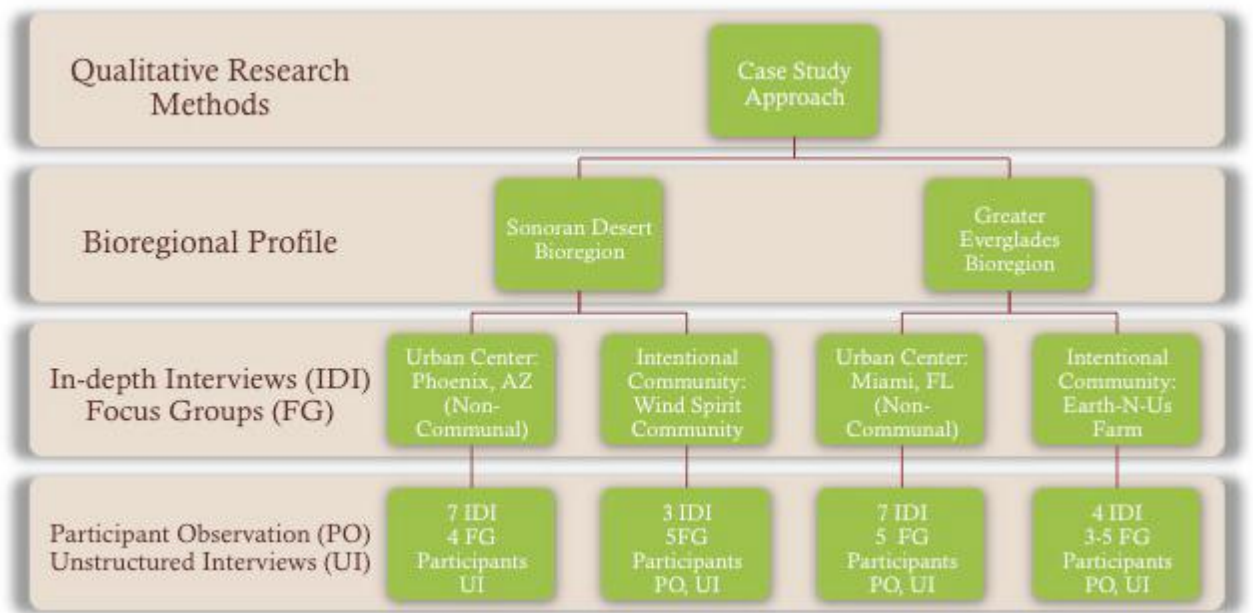 Qualitative Research
Methods
Case Study
Approach
Bioregional Profile
Sonoran Desert
Bioregion
Greater
Everglades
Bioregion
In-depth Interviews (IDI)
Focus Groups (FG)
Urban Center:
Phoenix, AZ
(Non-
Communal)
Intentional
Community:
Wind Spirit
Community
Urban Center:
Miami, FL
(Non-
Communal)
Intentional
Community:
Earth-N-Us
Farm
Participant Observation (PO)
Unstructured Interviews (UI)
7 IDI
4 FG
Participants
UI
3 IDI
5FG
Participants
PO, UI
7 IDI
5 FG
Participants
PO, UI
4 IDI
3-5 FG
Participants
PO, UI